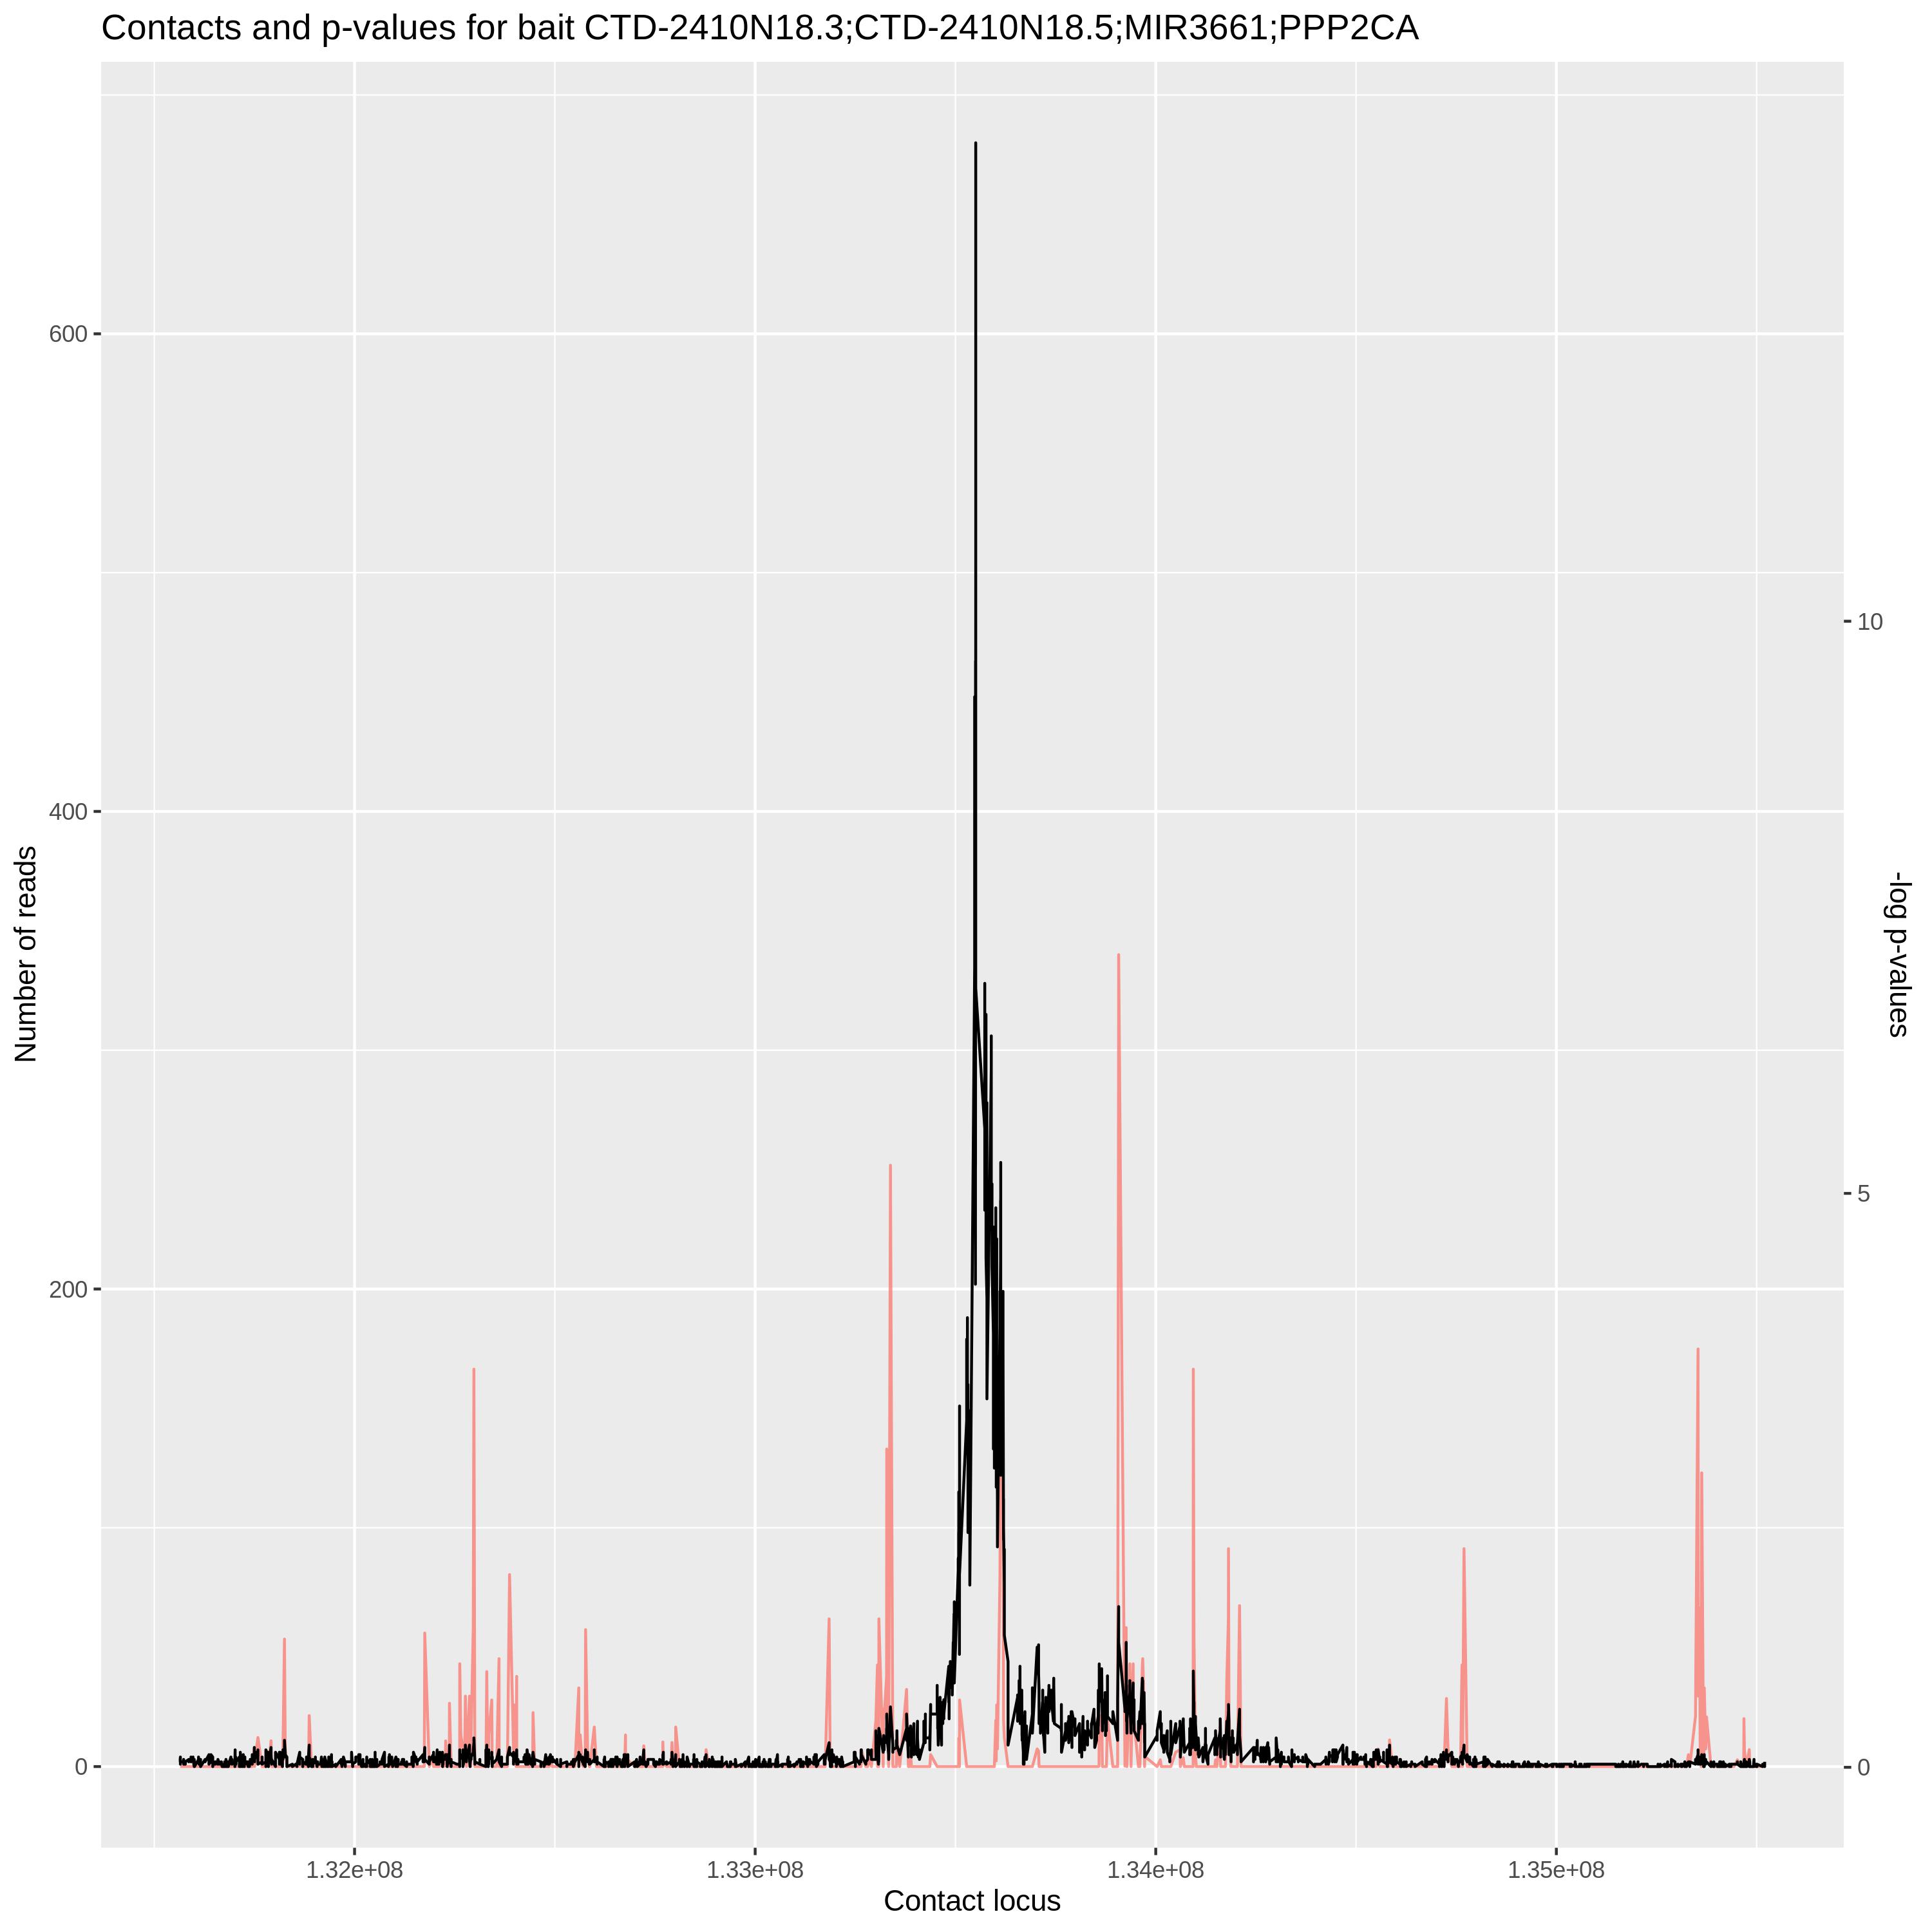 Contacts and p-values for bait CTD-2410N18.3;CTD-2410N18.5;MIR3661;PPP2CA
600
400
200
0
Number of reads
10
5
0
-log p-values
1.32e+08
1.33e+08
1.34e+08
1.35e+08
Contact locus